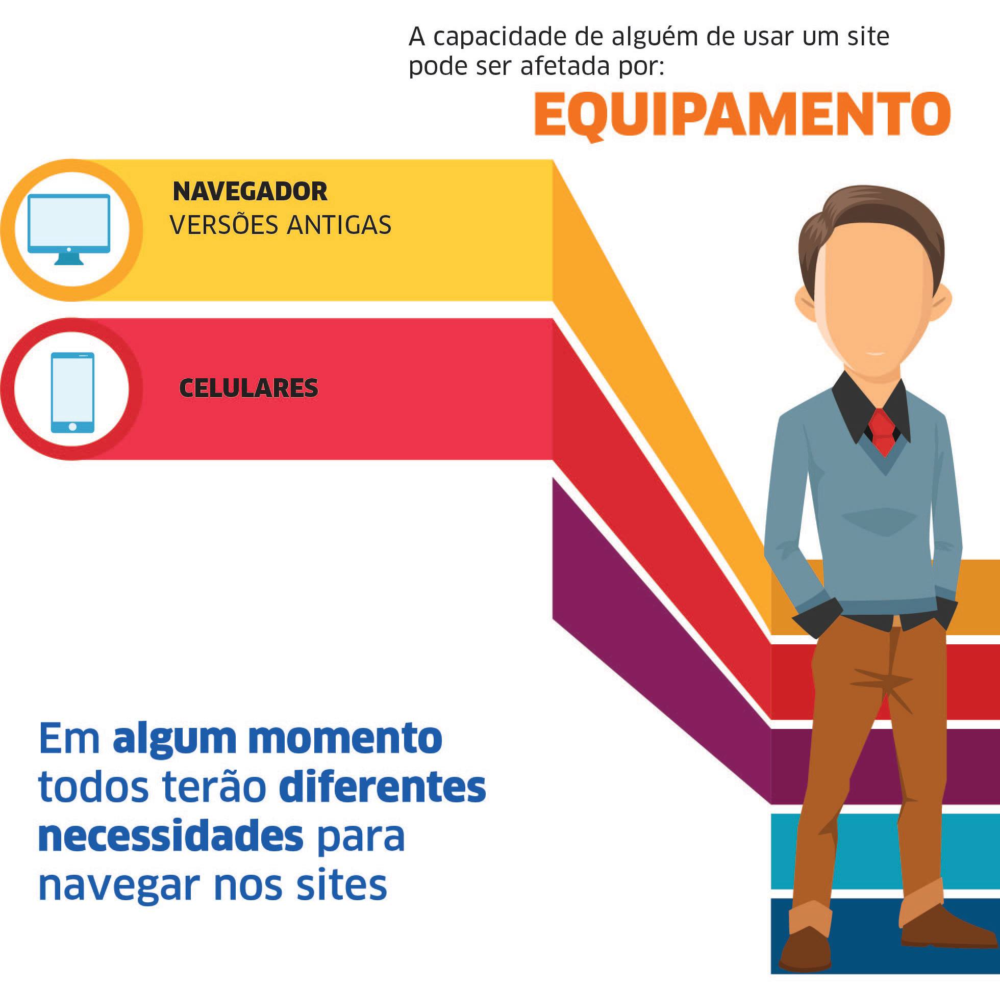 A capacidade de alguém de usar um site
pode ser afetada por:
EQUIPAMENTO
NAVEGADOR
VERSÕES ANTIGAS
CELULARES
Em algum momento
todos terão diferentes
necessidades para
navegar nos sites